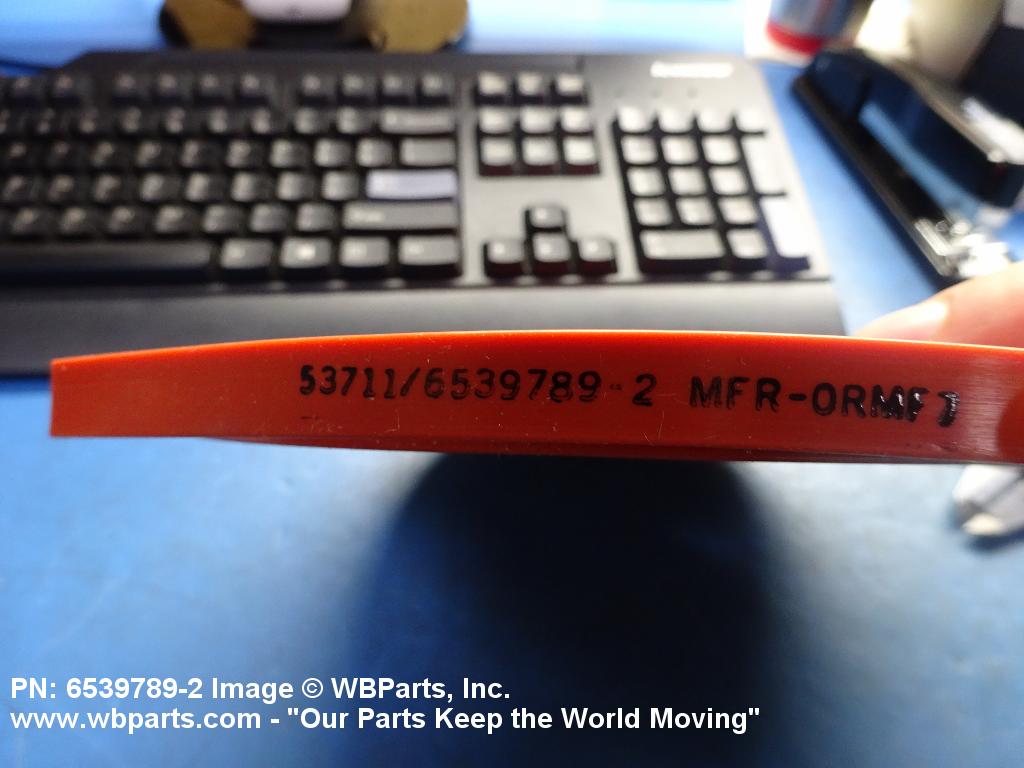 53711/6539789-2 MFR-0RMF7
PN: 6539789-2 Image © WBParts, Inc.
www.wbparts.com - "Our Parts Keep the World Moving"